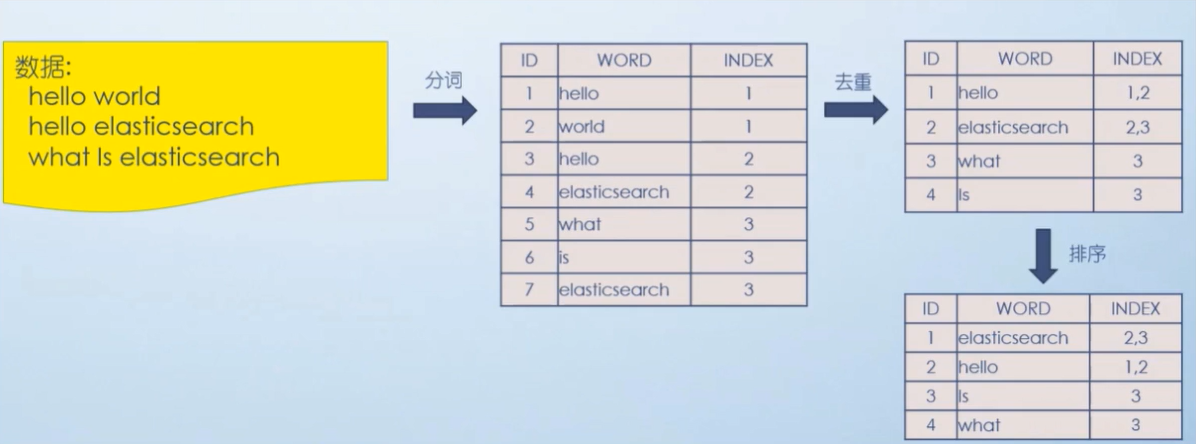 数据:
hello world
hello elasticsearch
what Is elasticsearch
分词
ID WORD INDEX
1 hello 1
2 world 1
3 hello 2
4 elasticsearch 2
5 what 3
6 is 3
7 elasticsearch 3
去重
ID WORD INDEX
1 hello 1,2
2 elasticsearch 2,3
3 what 3
4 Is 3
排序
ID WORD INDEX
1 elasticsearch 2,3
2 hello 1,2
3 Is 3
4 what 3